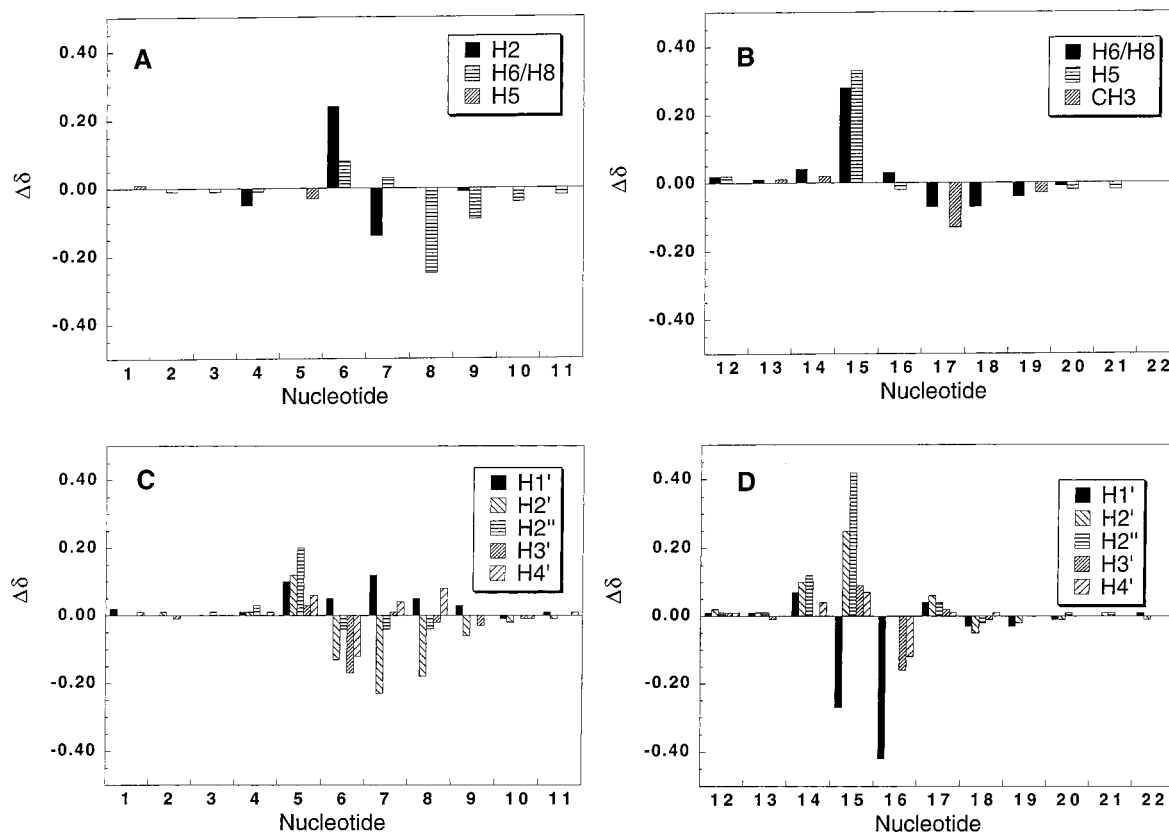 A
H2
H6/H8
H5
0.40
0.20
0.00
-0.20
-0.40
Δδ
1 2 3 4 5 6 7 8 9 10 11
Nucleotide
B
H6/H8
H5
CH3
0.40
0.20
0.00
-0.20
-0.40
Δδ
12 13 14 15 16 17 18 19 20 21 22
Nucleotide
C
H1'
H2'
H2"
H3'
H4'
0.40
0.20
0.00
-0.20
-0.40
Δδ
1 2 3 4 5 6 7 8 9 10 11
Nucleotide
D
H1'
H2'
H2"
H3'
H4'
0.40
0.20
0.00
-0.20
-0.40
Δδ
12 13 14 15 16 17 18 19 20 21 22
Nucleotide